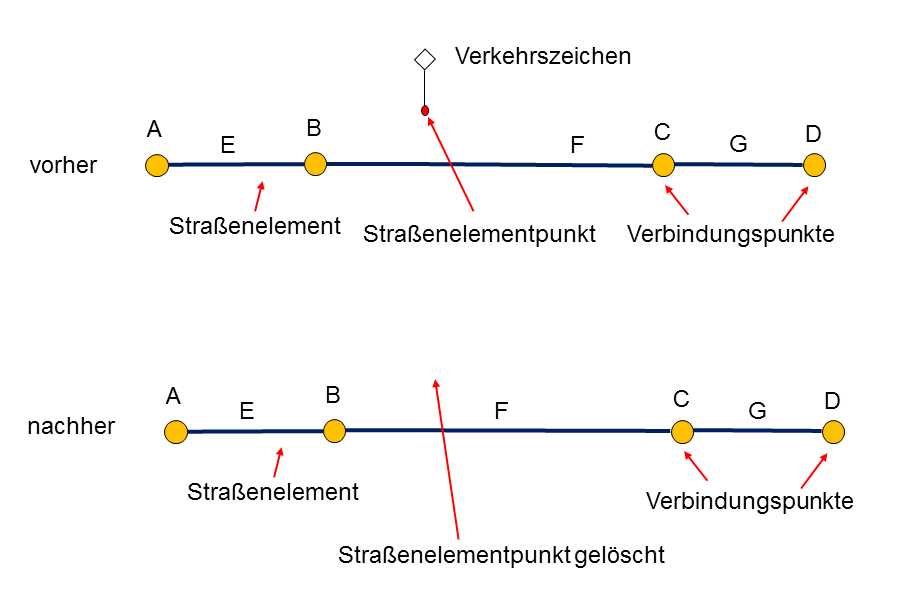 Verkehrszeichen
A
E
B
F
C
G
D
vorher
Straßenelement
Straßenelementpunkt
Verbindungspunkte
A
E
B
F
C
G
D
nachher
Straßenelement
Verbindungspunkte
Straßenelementpunkt gelöscht